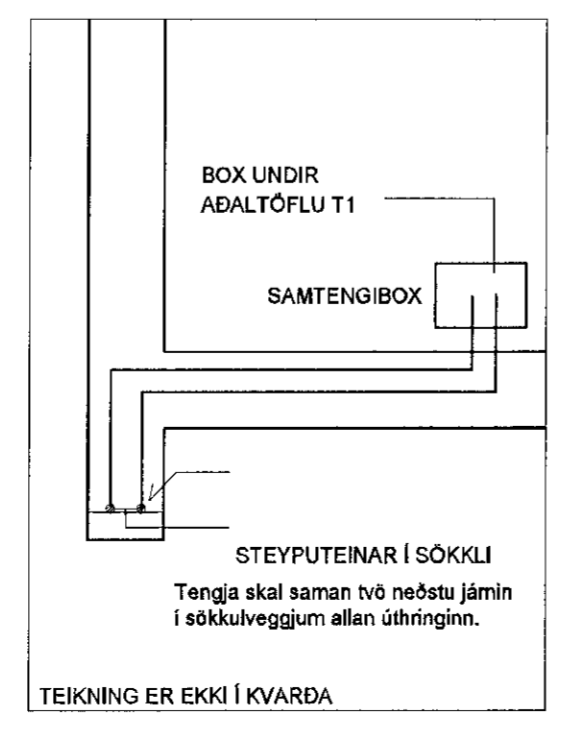 BOX UNDIR
AÐALTÖFLU T1
SAMTENGIBOX
STEYPUTEINAR Í SÖKKLI
Tengja skal saman tvö neðstu járnin
í sökkulveggjum allan úthringinn.
TEIKNING ER EKKI Í KVARÐA